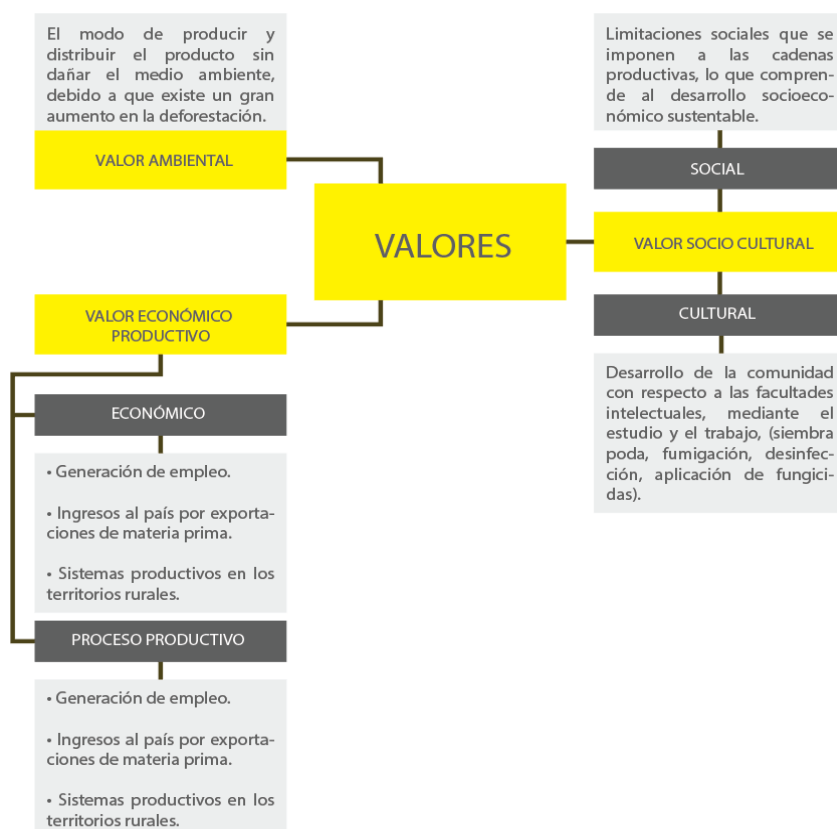 El modo de producir y
distribuir el producto sin
dañar el medio ambiente,
debido a que existe un gran
aumento en la deforestación.
VALOR AMBIENTAL
VALORES
VALOR ECONÓMICO
PRODUCTIVO
ECONÓMICO
• Generación de empleo.
• Ingresos al país por exporta-
ciones de materia prima.
• Sistemas productivos en los
territorios rurales.
PROCESO PRODUCTIVO
• Generación de empleo.
• Ingresos al país por exporta-
ciones de materia prima.
• Sistemas productivos en los
territorios rurales.
Limitaciones sociales que se
imponen a las cadenas
productivas, lo que compren-
de al desarrollo socioeco-
nómico sustentable.
SOCIAL
VALOR SOCIO CULTURAL
CULTURAL
Desarrollo de la comunidad
con respecto a las facultades
intelectuales, mediante el
estudio y el trabajo, (siembra
poda, fumigación, desinfec-
ción, aplicación de fungici-
das).